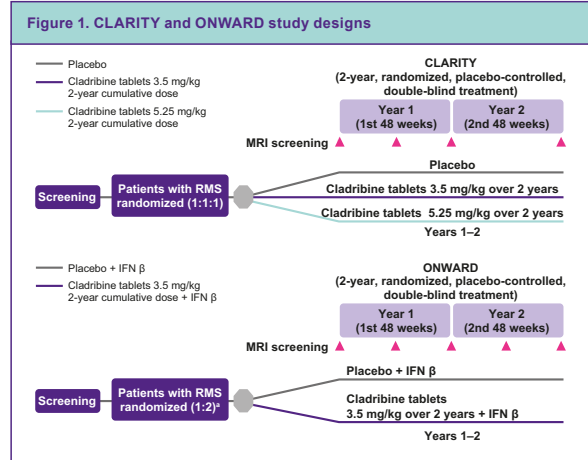 Figure 1. CLARITY and ONWARD study designs
Placebo
Cladribine tablets 3.5 mg/kg
2-year cumulative dose
Cladribine tablets 5.25 mg/kg
2-year cumulative dose
CLARITY
(2-year, randomized, placebo-controlled,
double-blind treatment)
Year 1
(1st 48 weeks)
Year 2
(2nd 48 weeks)
MRI screening
Screening
Patients with RMS
randomized (1:1:1)
Placebo
Cladribine tablets 3.5 mg/kg over 2 years
Cladribine tablets 5.25 mg/kg over 2 years
Years 1–2
Placebo + IFN β
Cladribine tablets 3.5 mg/kg
2-year cumulative dose + IFN β
ONWARD
(2-year, randomized, placebo-controlled,
double-blind treatment)
Year 1
(1st 48 weeks)
Year 2
(2nd 48 weeks)
MRI screening
Screening
Patients with RMS
randomized (1:2)ᵃ
Placebo + IFN β
Cladribine tablets
3.5 mg/kg over 2 years + IFN β
Years 1–2